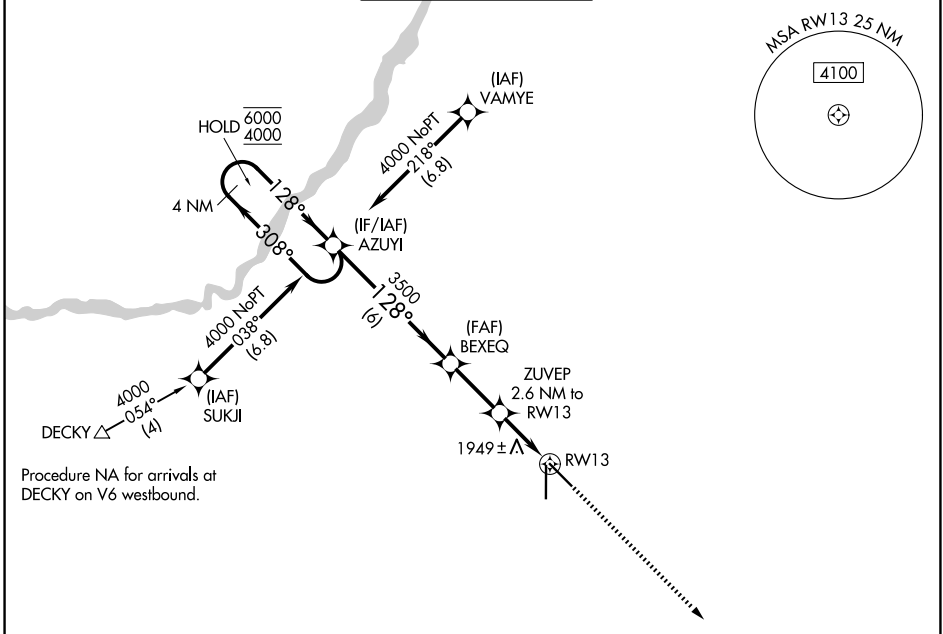 MSA RW13 25 NM
4100
(IAF)
VAMYE
4000 NoPT
218°
(6.8)
HOLD 6000
4000
4 NM
128°
308°
(IF/IAF)
AZUYI
3500
128°
(6)
4000 NoPT
038°
(6.8)
(FAF)
BEXEQ
ZUVEP
2.6 NM to
RW13
(IAF)
SUKJI
4000
054°
(4)
DECKY
1949±
RW13
Procedure NA for arrivals at
DECKY on V6 westbound.